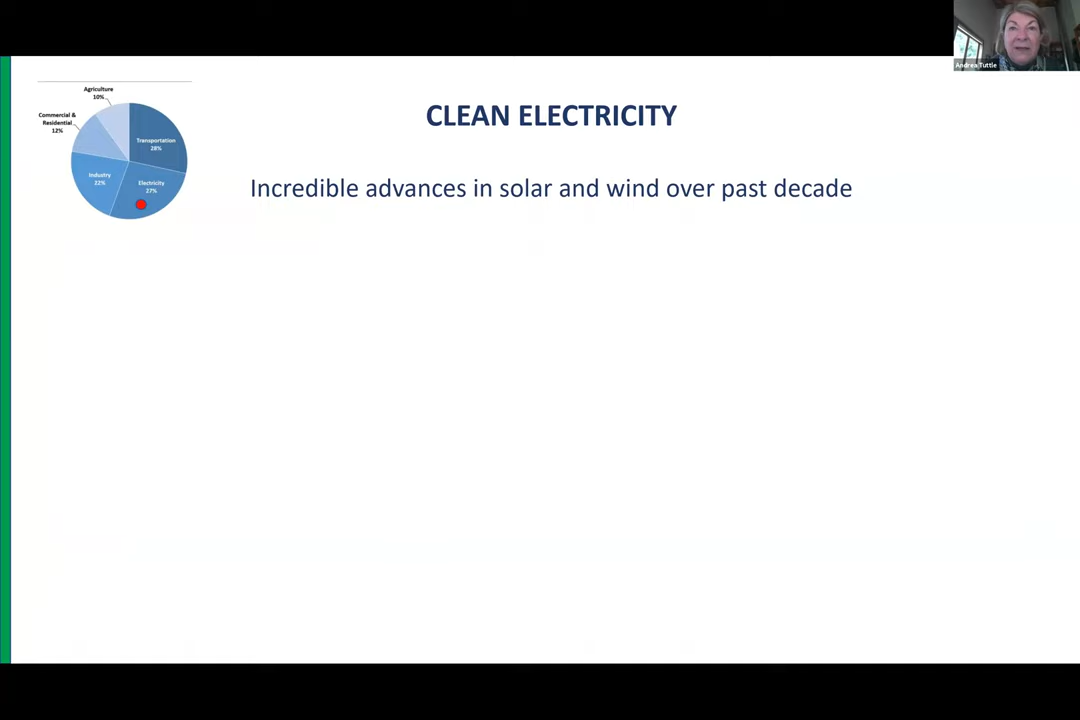 Andrea Tuttle
Agriculture
10%
CLEAN ELECTRICITY
Commercial &
Residential
12%
Transportation
28%
Industry
22%
Electricity
27%
Incredible advances in solar and wind over past decade